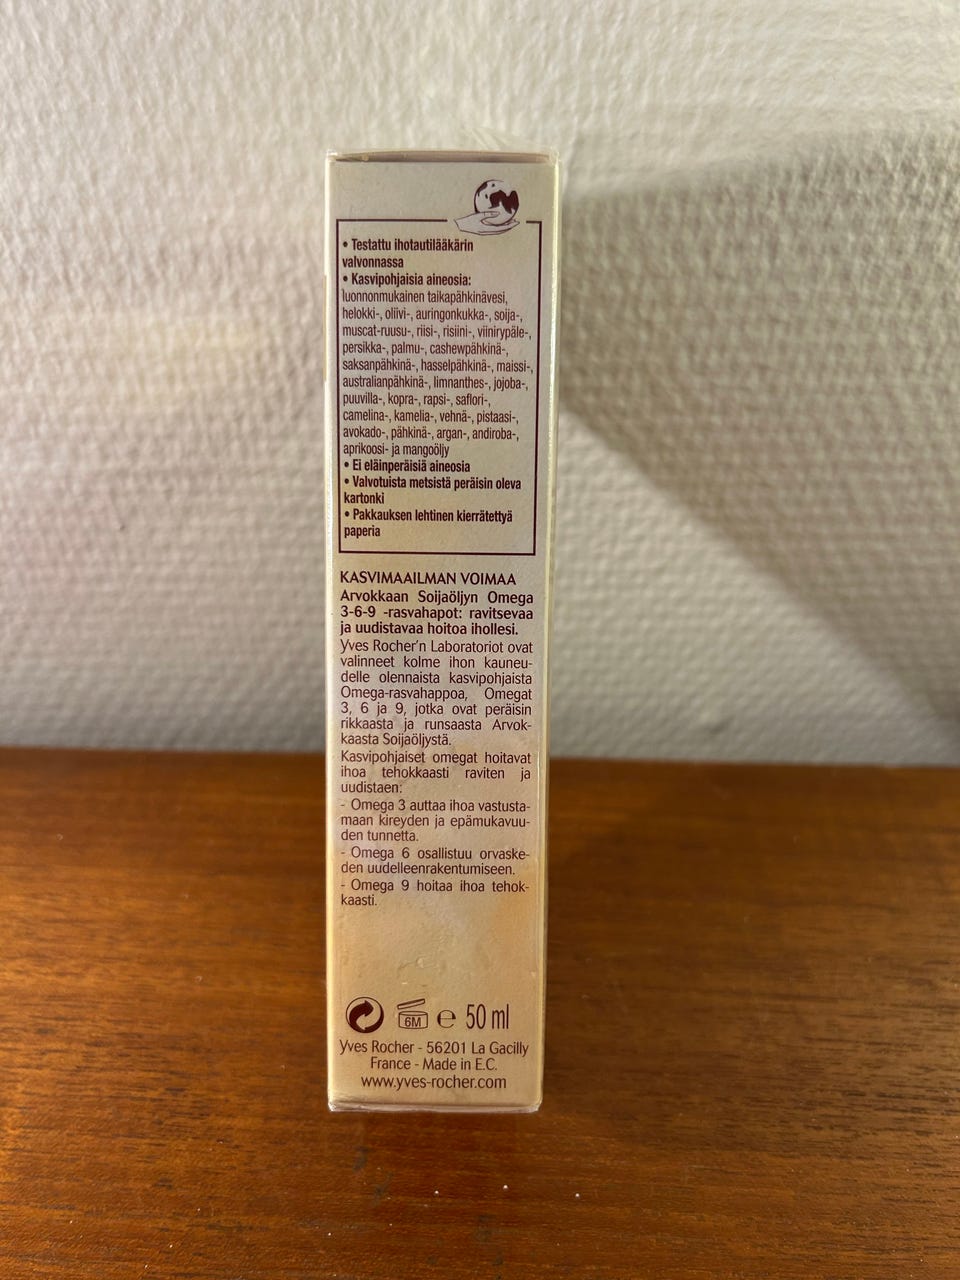 • Testattu ihotautilääkärin
valvonnassa
• Kasvipohjaisia aineosia:
luonnonmukainen taikapähkinävesi,
helokki-, oliivi-, auringonkukka-, soija-,
muscat-ruusu-, riisi-, risiini-, viinirypäle-,
persikka-, palmu-, cashewpähkinä-,
saksanpähkinä-, hasselpähkinä-, maissi-,
australianpähkinä-, limnanthes-, jojoba-,
puuvilla-, kopra-, rapsi-, saflori-,
camelina-, kamelia-, vehnä-, pistaasi-,
avokado-, pähkinä-, argan-, andiroba-,
aprikoosi- ja mangoöljy
• Ei eläinperäisiä aineosia
• Valvotuista metsistä peräisin oleva
kartonki
• Pakkauksen lehtinen kierrätettyä
paperia
KASVIMAAILMAN VOIMAA
Arvokkaan Soijaöljyn Omega
3-6-9 -rasvahapot: ravitsevaa
ja uudistavaa hoitoa ihollesi.
Yves Rocher'n Laboratoriot ovat
valinneet kolme ihon kauneu-
delle olennaista kasvipohjaista
Omega-rasvahappoa, Omegat
3, 6 ja 9, jotka ovat peräisin
rikkaasta ja runsaasta Arvok-
kaasta Soijaöljystä.
Kasvipohjaiset omegat hoitavat
ihoa tehokkaasti raviten ja
uudistaen:
- Omega 3 auttaa ihoa vastusta-
maan kireyden ja epämukavuu-
den tunnetta.
- Omega 6 osallistuu orvaske-
den uudelleenrakentumiseen.
- Omega 9 hoitaa ihoa tehok-
kaasti.
6M e 50 ml
Yves Rocher - 56201 La Gacilly
France - Made in E.C.
www.yves-rocher.com